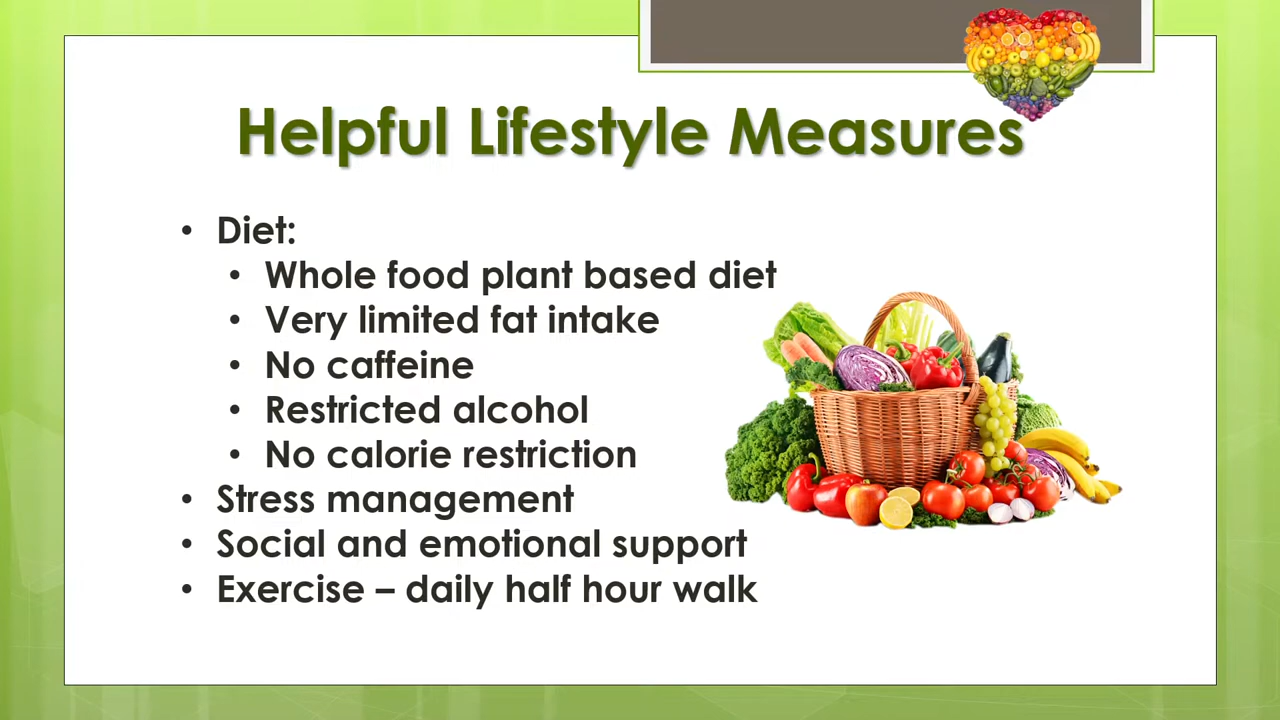 Helpful Lifestyle Measures
• Diet:
• Whole food plant based diet
• Very limited fat intake
• No caffeine
• Restricted alcohol
• No calorie restriction
• Stress management
• Social and emotional support
• Exercise – daily half hour walk